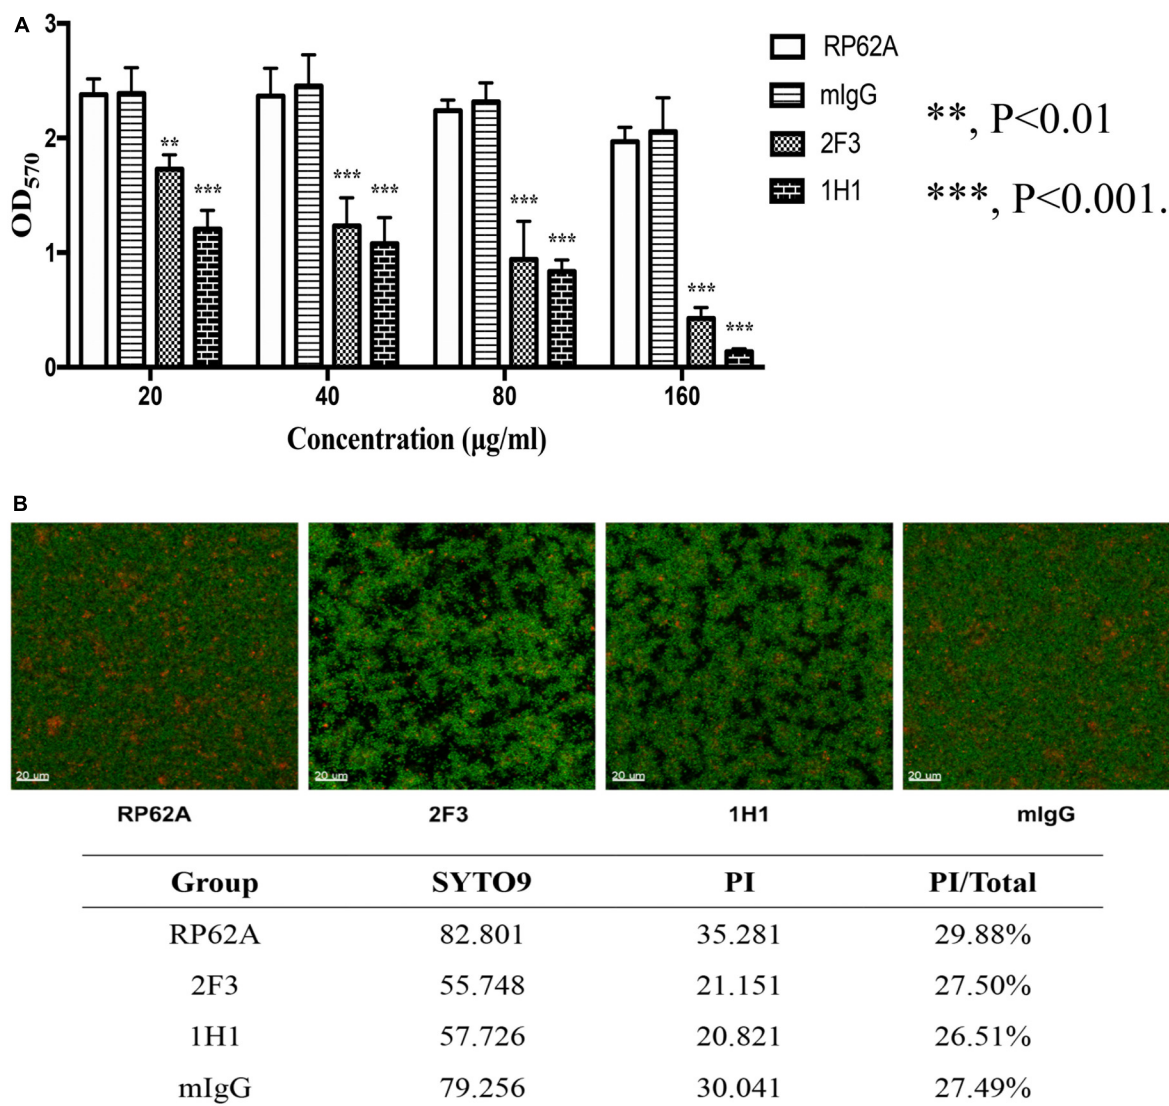 A
3
2
1
0
OD570
** *** *** *** *** *** *** ***
20 40 80 160
Concentration (µg/ml)
RP62A
mIgG
2F3
1H1
**, P<0.01
***, P<0.001.
B
20 um 20 um 20 um 20 um
RP62A 2F3 1H1 mIgG
Group SYTO9 PI PI/Total
RP62A 82.801 35.281 29.88%
2F3 55.748 21.151 27.50%
1H1 57.726 20.821 26.51%
mIgG 79.256 30.041 27.49%